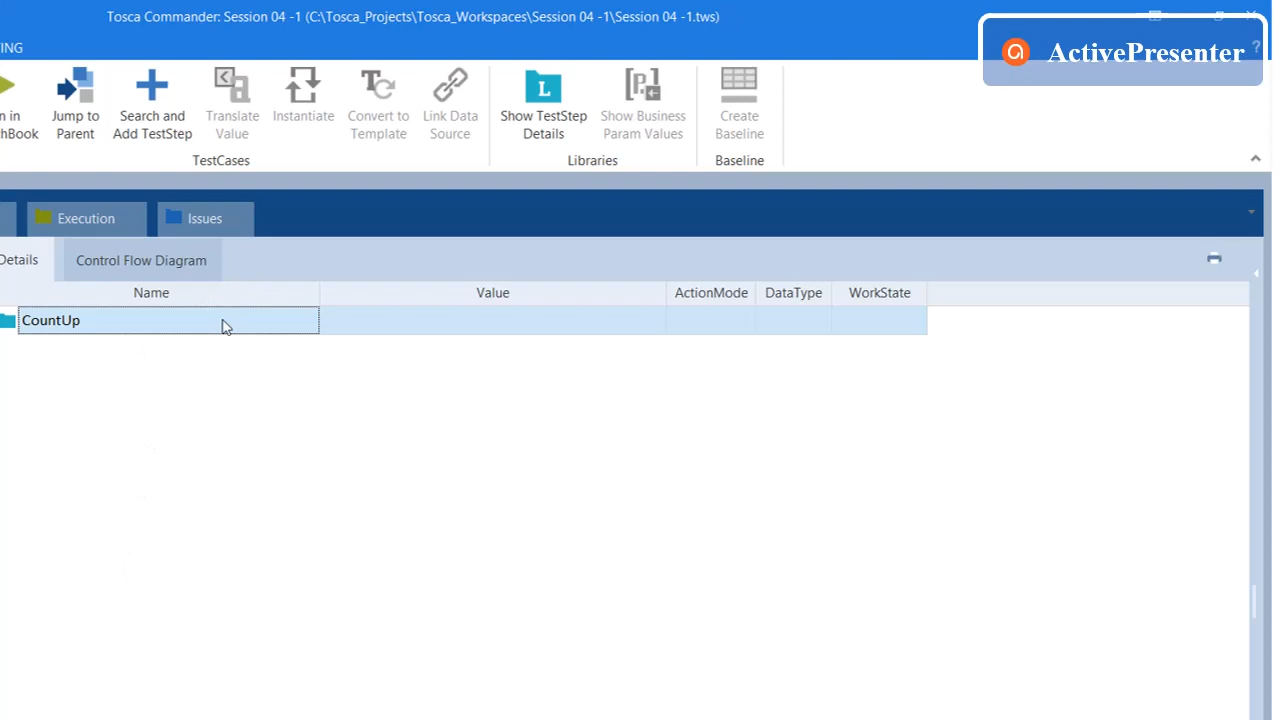 Tosca Commander: Session 04 -1 (C:\Tosca_Projects\Tosca_Workspaces\Session 04 -1\Session 04 -1.tws)
ActivePresenter
ING
?
n in
chBook
Jump to
Parent
Search and
Add TestStep
Translate
Value
Instantiate
Convert to
Template
Link Data
Source
Show TestStep
Details
Show Business
Param Values
Create
Baseline
TestCases
Libraries
Baseline
Execution
Issues
Details
Control Flow Diagram
Name
Value
ActionMode
DataType
WorkState
CountUp